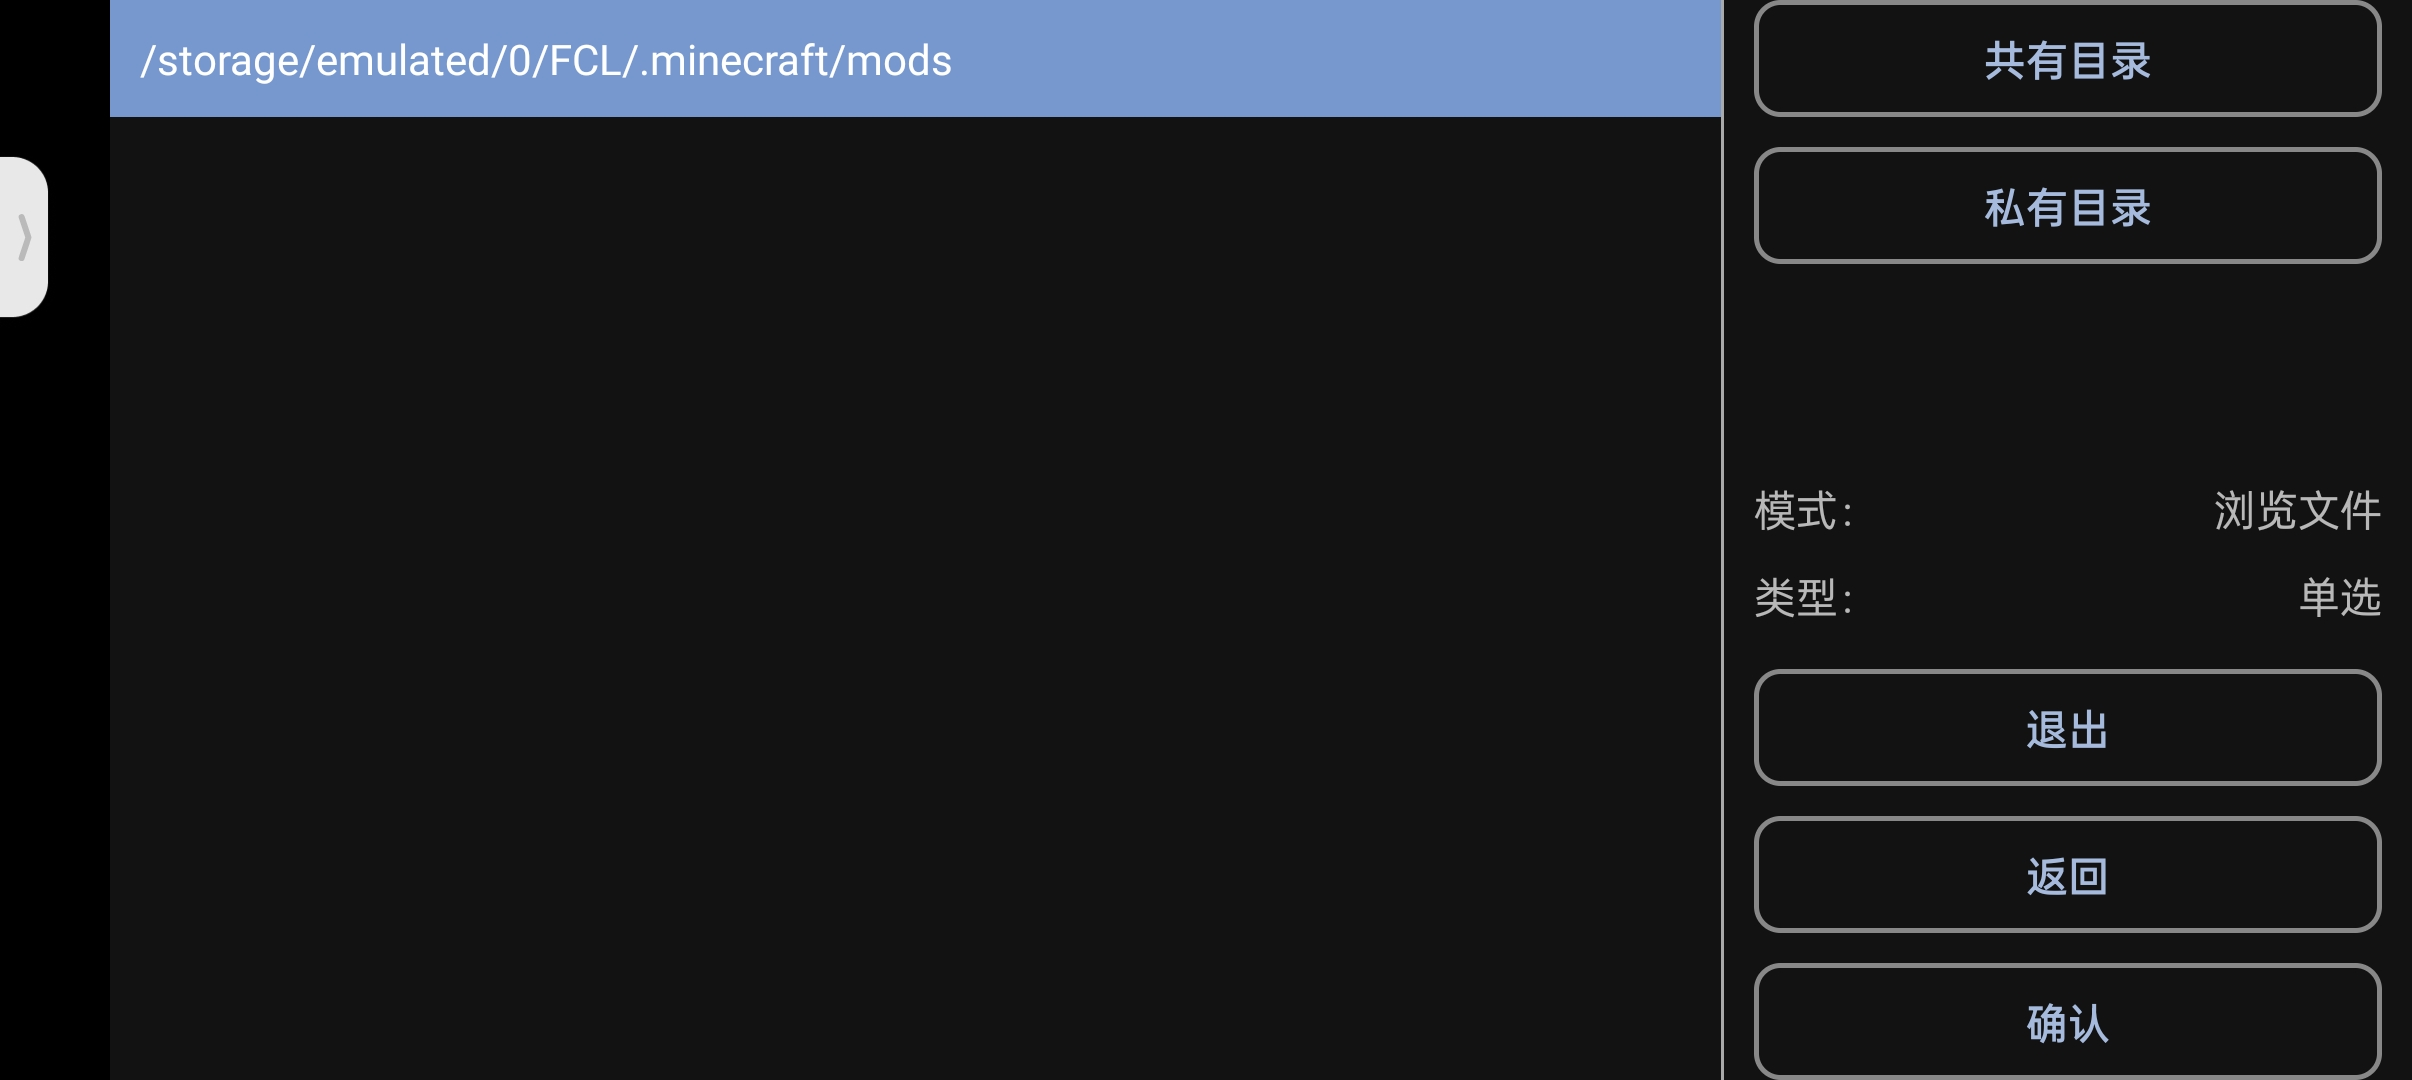 /storage/emulated/0/FCL/.minecraft/mods
共有目录
私有目录
模式: 浏览文件
类型: 单选
退出
返回
确认